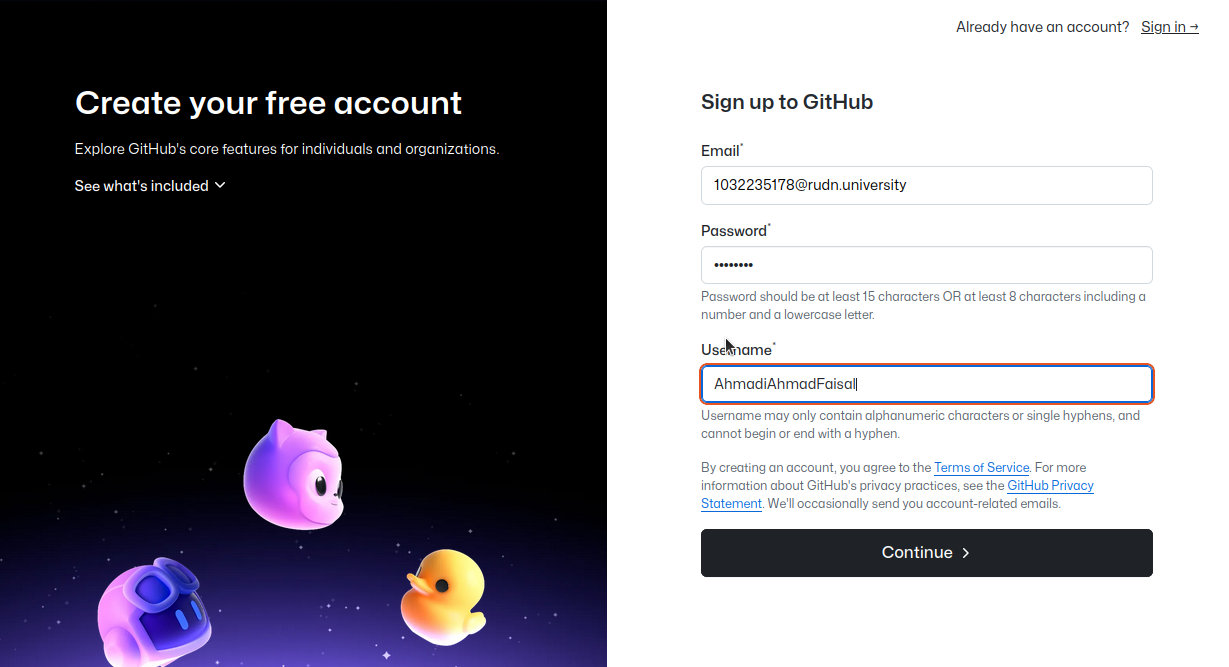 Already have an account? Sign in →
Create your free account
Explore GitHub's core features for individuals and organizations.
See what's included
Sign up to GitHub
Email*
1032235178@rudn.university
Password*
••••••••
Password should be at least 15 characters OR at least 8 characters including a
number and a lowercase letter.
Username*
AhmadiAhmadFaisal
Username may only contain alphanumeric characters or single hyphens, and
cannot begin or end with a hyphen.
By creating an account, you agree to the Terms of Service. For more
information about GitHub's privacy practices, see the GitHub Privacy
Statement. We'll occasionally send you account-related emails.
Continue